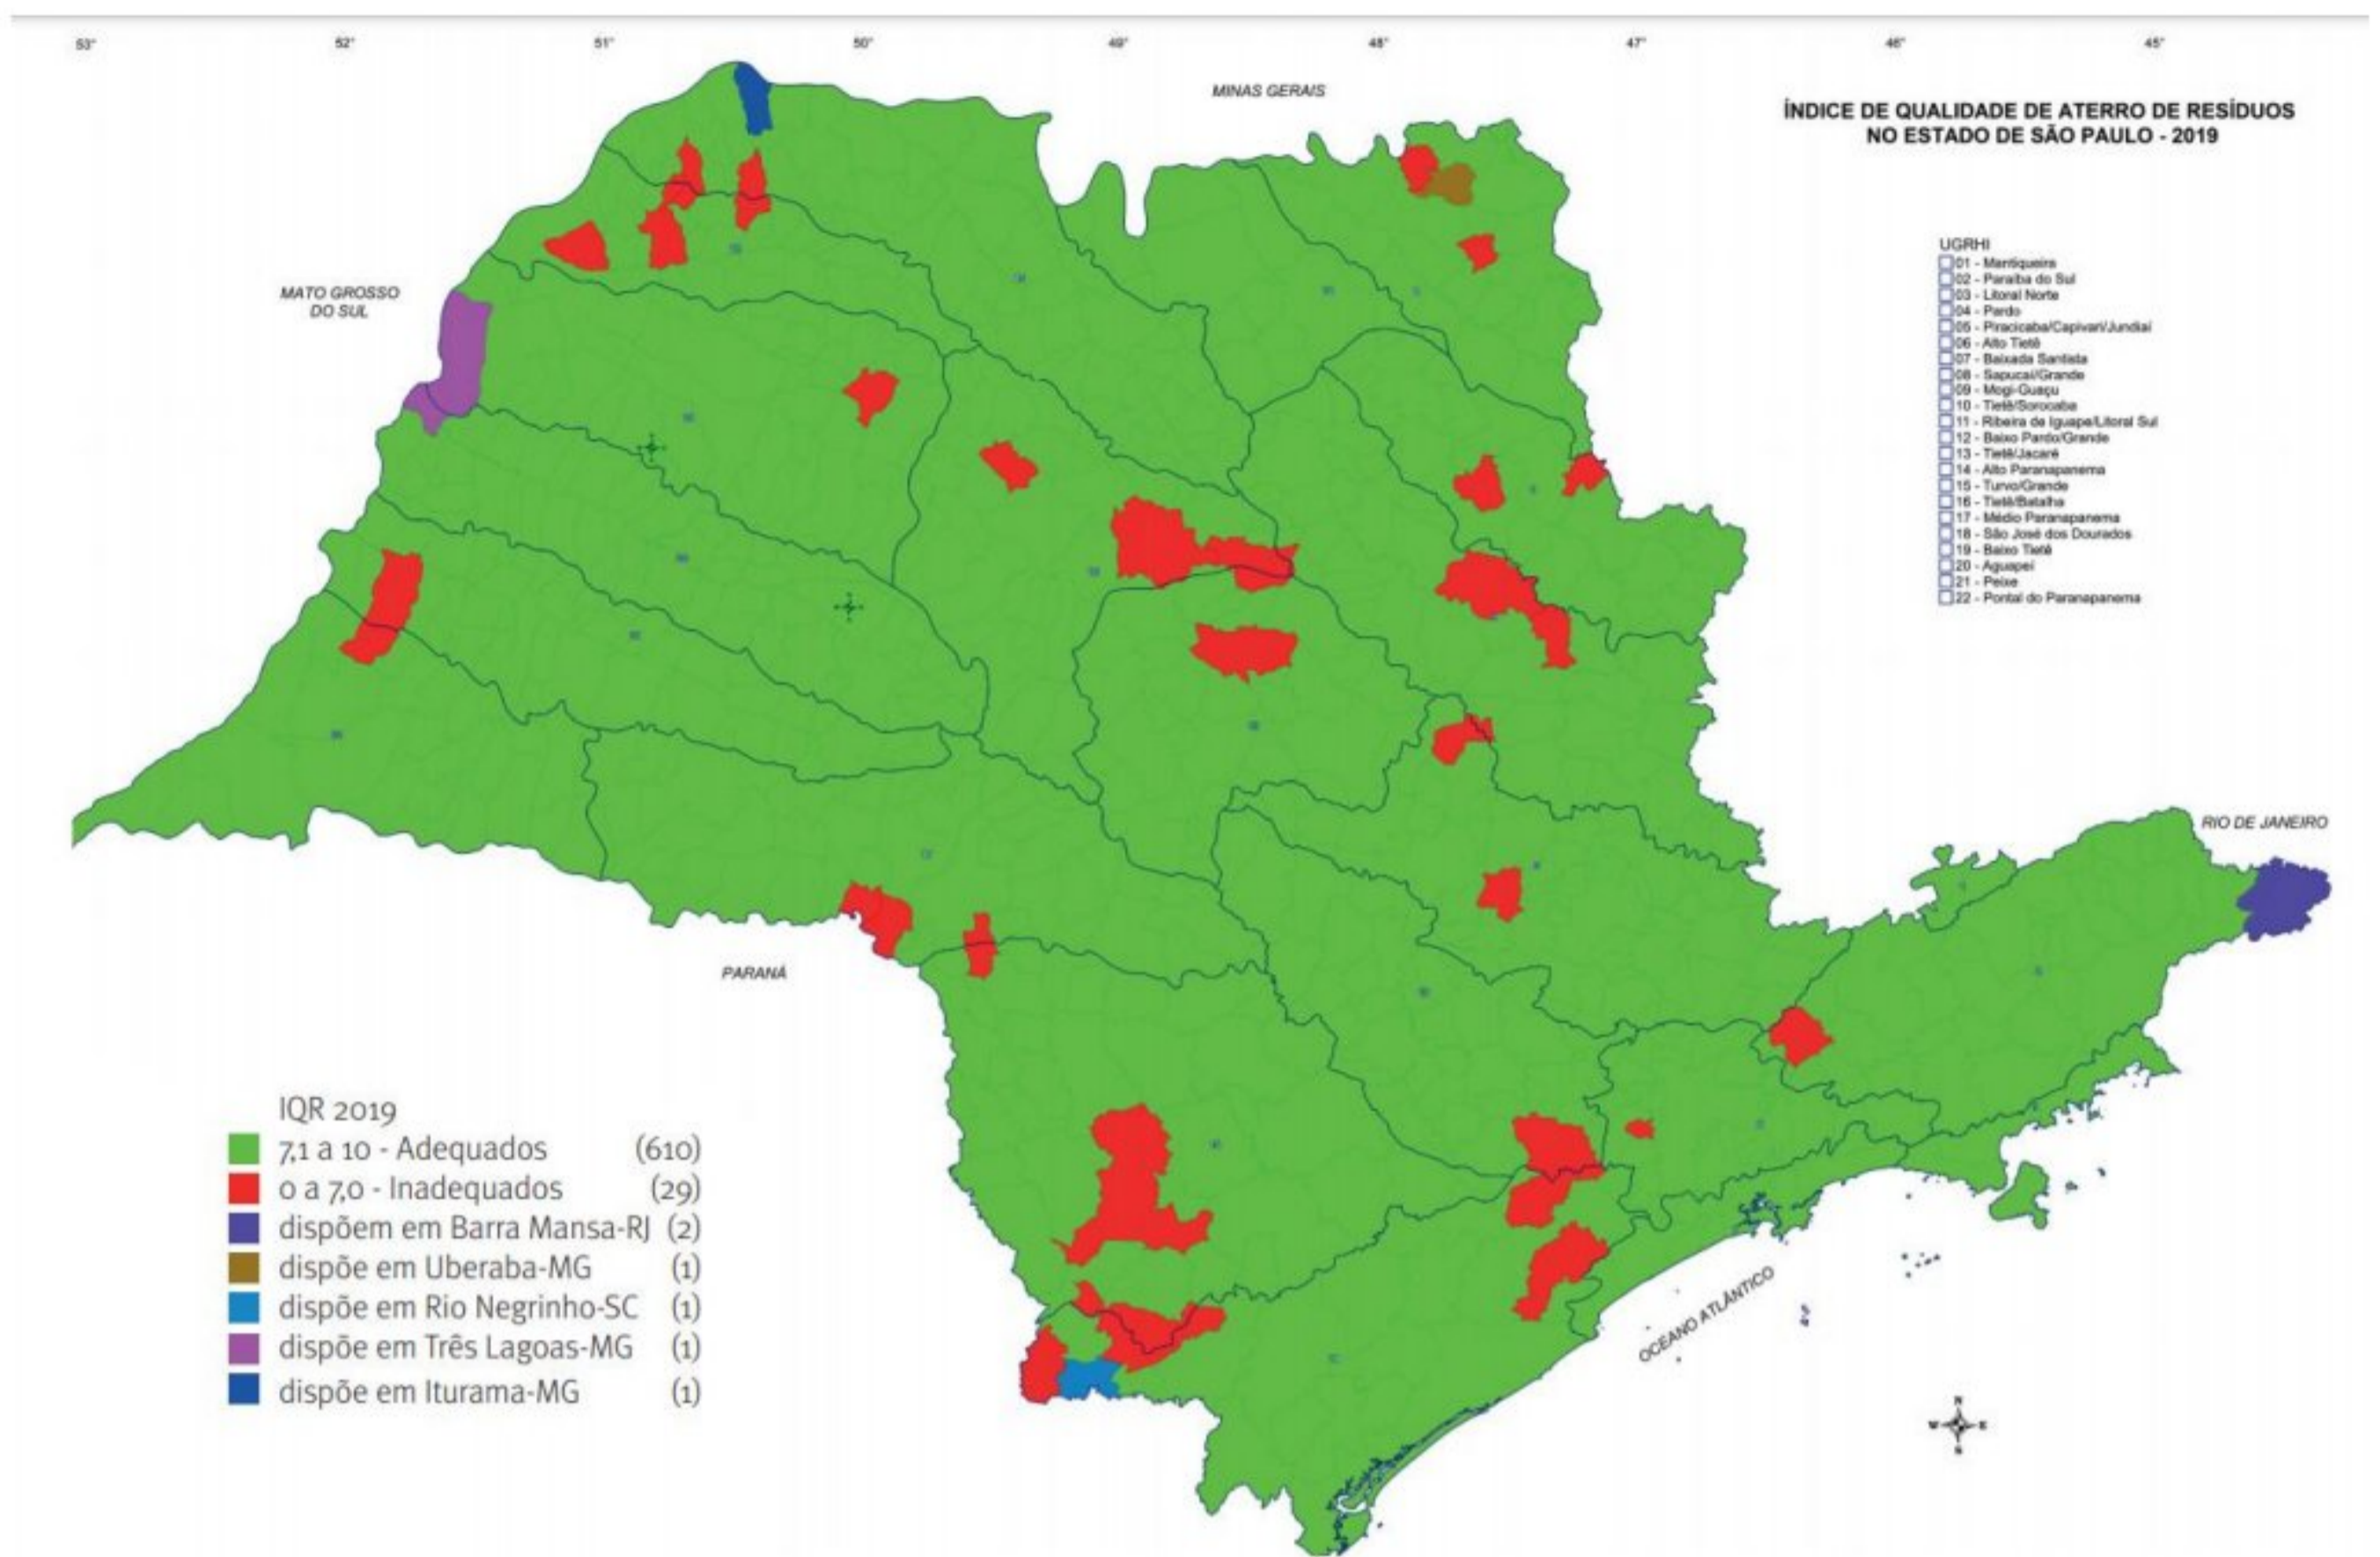 53° 52° 51° 50° 49° 48° 47° 46° 45°
MINAS GERAIS
ÍNDICE DE QUALIDADE DE ATERRO DE RESÍDUOS
NO ESTADO DE SÃO PAULO - 2019
MATO GROSSO
DO SUL
UGRHI
01 - Mantiqueira
02 - Paraíba do Sul
03 - Litoral Norte
04 - Pardo
05 - Piracicaba/Capivari/Jundiaí
06 - Alto Tietê
07 - Baixada Santista
08 - Sapucaí/Grande
09 - Mogi-Guaçu
10 - Tietê/Sorocaba
11 - Ribeira de Iguape/Litoral Sul
12 - Baixo Pardo/Grande
13 - Tietê/Jacaré
14 - Alto Paranapanema
15 - Turvo/Grande
16 - Tietê/Batalha
17 - Médio Paranapanema
18 - São José dos Dourados
19 - Baixo Tietê
20 - Aguapeí
21 - Peixe
22 - Pontal do Paranapanema
RIO DE JANEIRO
PARANÁ
IQR 2019
7,1 a 10 - Adequados (610)
0 a 7,0 - Inadequados (29)
dispõem em Barra Mansa-RJ (2)
dispõe em Uberaba-MG (1)
dispõe em Rio Negrinho-SC (1)
dispõe em Três Lagoas-MG (1)
dispõe em Iturama-MG (1)
OCEANO ATLÂNTICO
N
W E
S